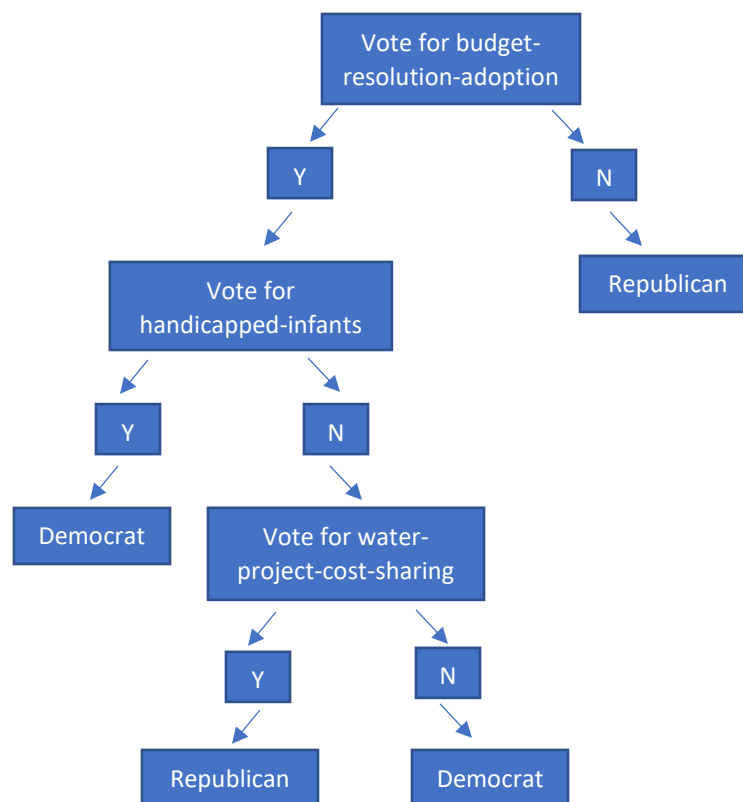 Vote for budget-
resolution-adoption
Y
N
Vote for
handicapped-infants
Republican
Y
N
Democrat
Vote for water-
project-cost-sharing
Y
N
Republican
Democrat